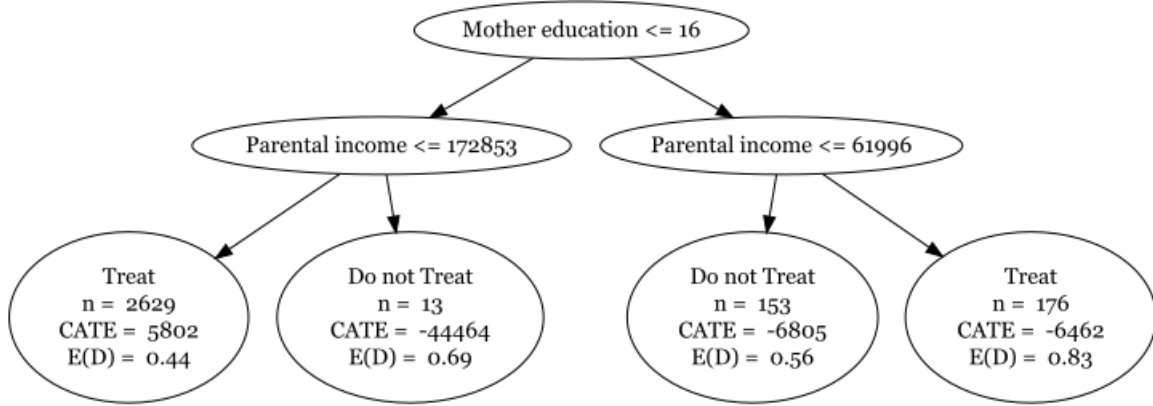 Mother education <= 16
Parental income <= 172853
Parental income <= 61996
Treat
n = 2629
CATE = 5802
E(D) = 0.44
Do not Treat
n = 13
CATE = -44464
E(D) = 0.69
Do not Treat
n = 153
CATE = -6805
E(D) = 0.56
Treat
n = 176
CATE = -6462
E(D) = 0.83